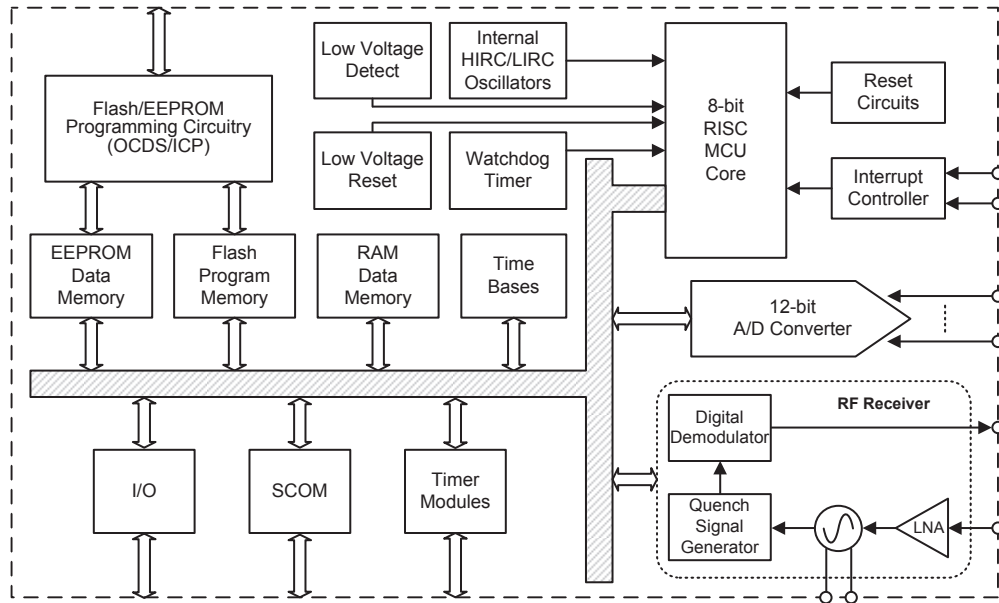 Flash/EEPROM
Programming Circuitry
(OCDS/ICP)
Low Voltage
Detect
Internal
HIRC/LIRC
Oscillators
Low Voltage
Reset
Watchdog
Timer
8-bit
RISC
MCU
Core
Reset
Circuits
Interrupt
Controller
EEPROM
Data
Memory
Flash
Program
Memory
RAM
Data
Memory
Time
Bases
12-bit
A/D Converter
I/O
SCOM
Timer
Modules
RF Receiver
Digital
Demodulator
Quench
Signal
Generator
LNA